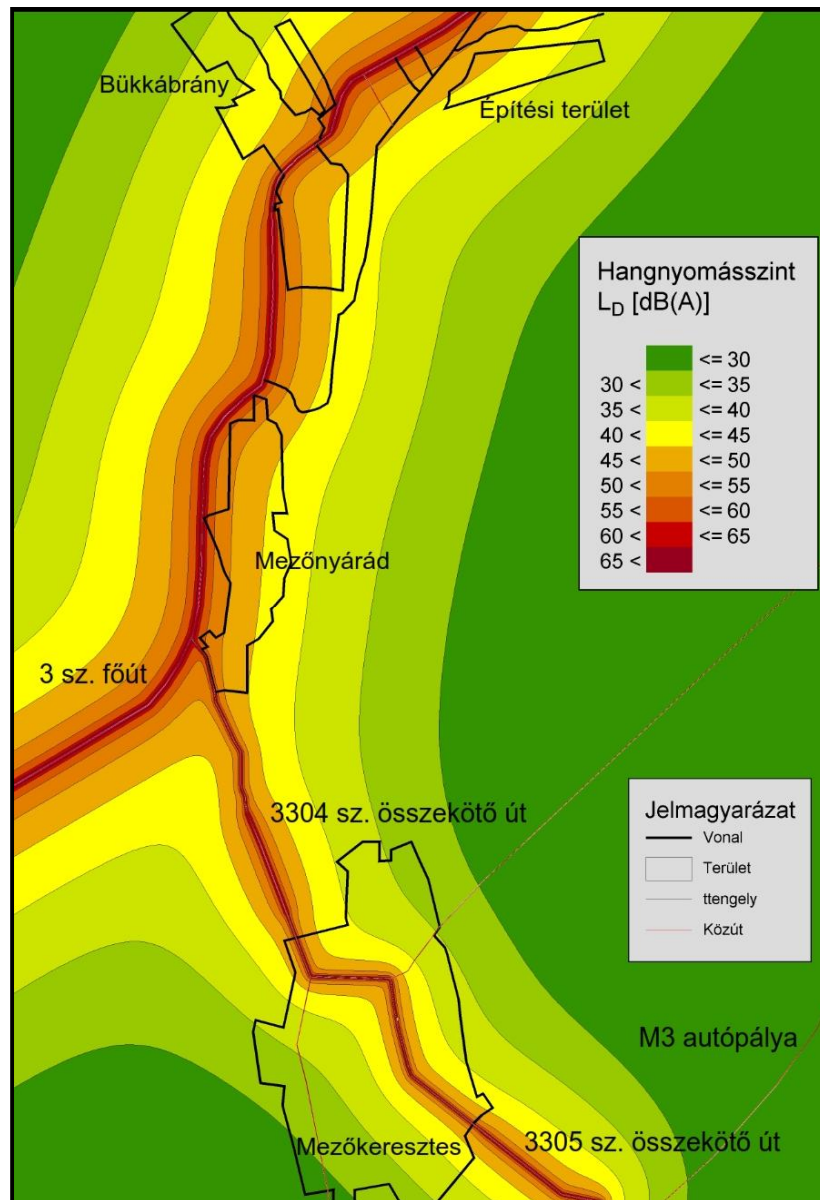 Bükkábrány
Építési terület
Hangnyomásszint
L_D [dB(A)]
<= 30
30 < <= 35
35 < <= 40
40 < <= 45
45 < <= 50
50 < <= 55
55 < <= 60
60 < <= 65
65 <
Mezőnyárád
3 sz. főút
3304 sz. összekötő út
Jelmagyarázat
Vonal
Terület
ttengely
Közút
M3 autópálya
Mezőkeresztes
3305 sz. összekötő út